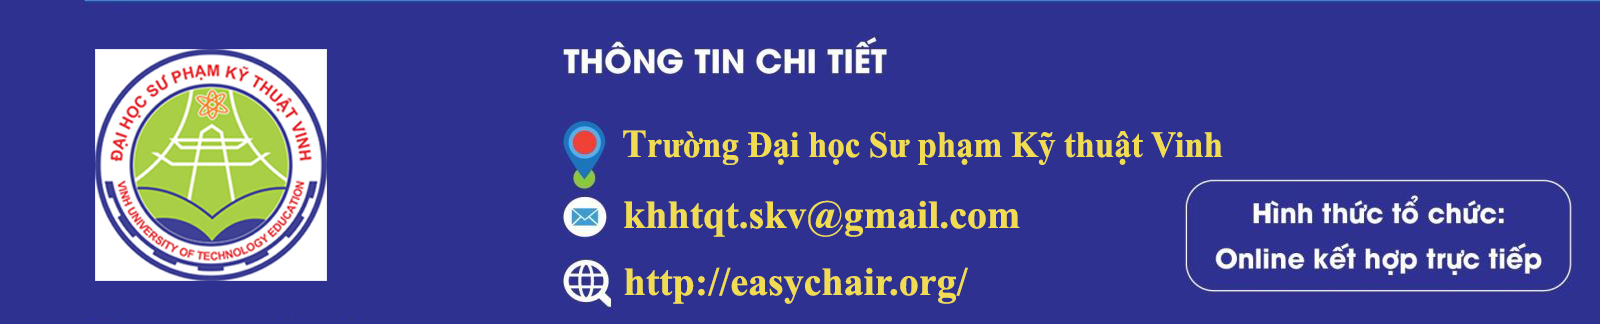 ĐẠI HỌC SƯ PHẠM KỸ THUẬT VINH
VINH UNIVERSITY OF TECHNOLOGY EDUCATION
THÔNG TIN CHI TIẾT
Trường Đại học Sư phạm Kỹ thuật Vinh
khhtqt.skv@gmail.com
http://easychair.org/
Hình thức tổ chức:
Online kết hợp trực tiếp